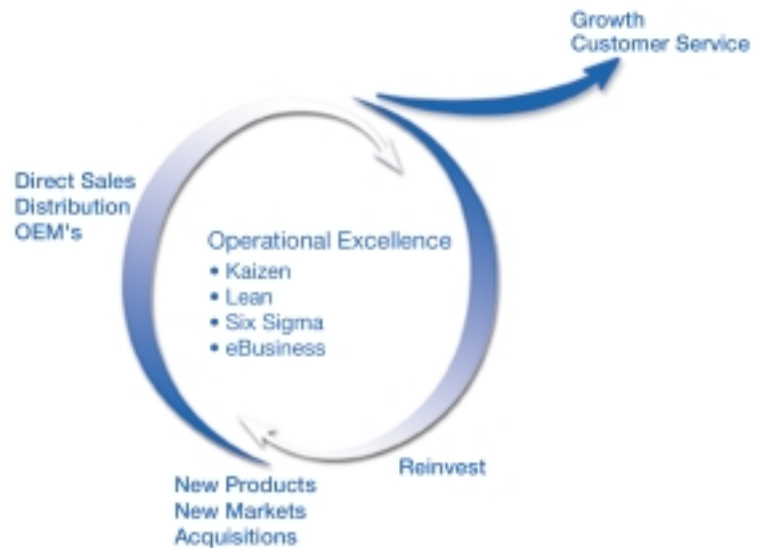 Growth
Customer Service
Direct Sales
Distribution
OEM's
Operational Excellence
• Kaizen
• Lean
• Six Sigma
• eBusiness
Reinvest
New Products
New Markets
Acquisitions